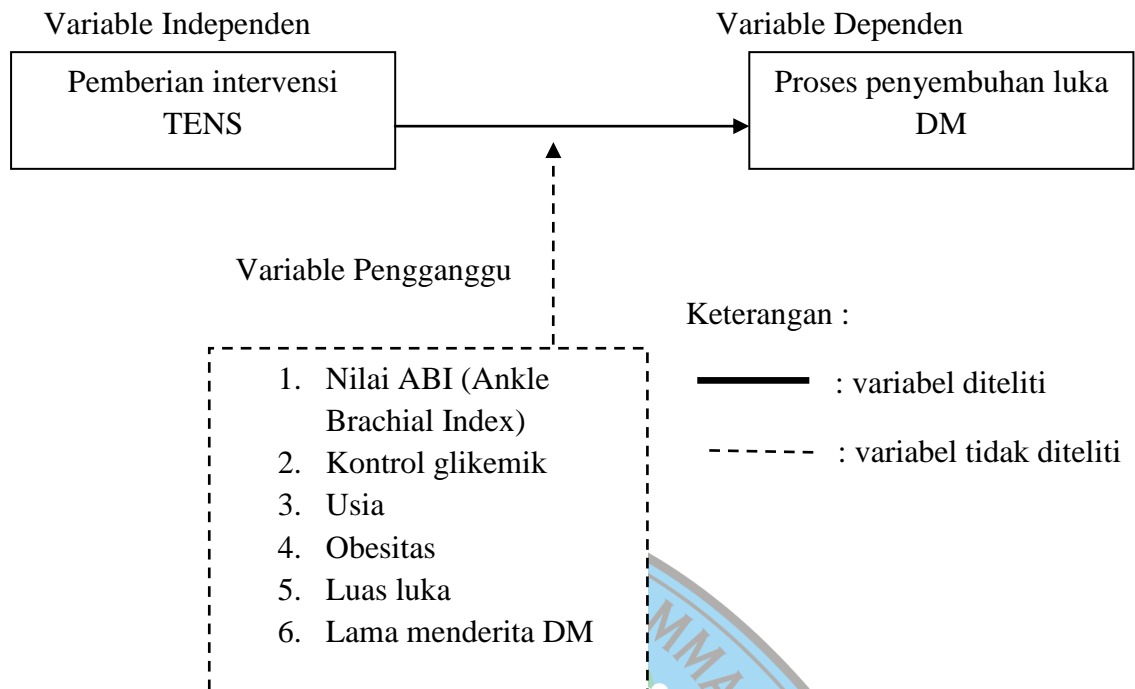 Variable Independen
Variable Dependen
Pemberian intervensi
TENS
Proses penyembuhan luka
DM
Variable Pengganggu
1. Nilai ABI (Ankle
Brachial Index)
2. Kontrol glikemik
3. Usia
4. Obesitas
5. Luas luka
6. Lama menderita DM
Keterangan :
: variabel diteliti
: variabel tidak diteliti